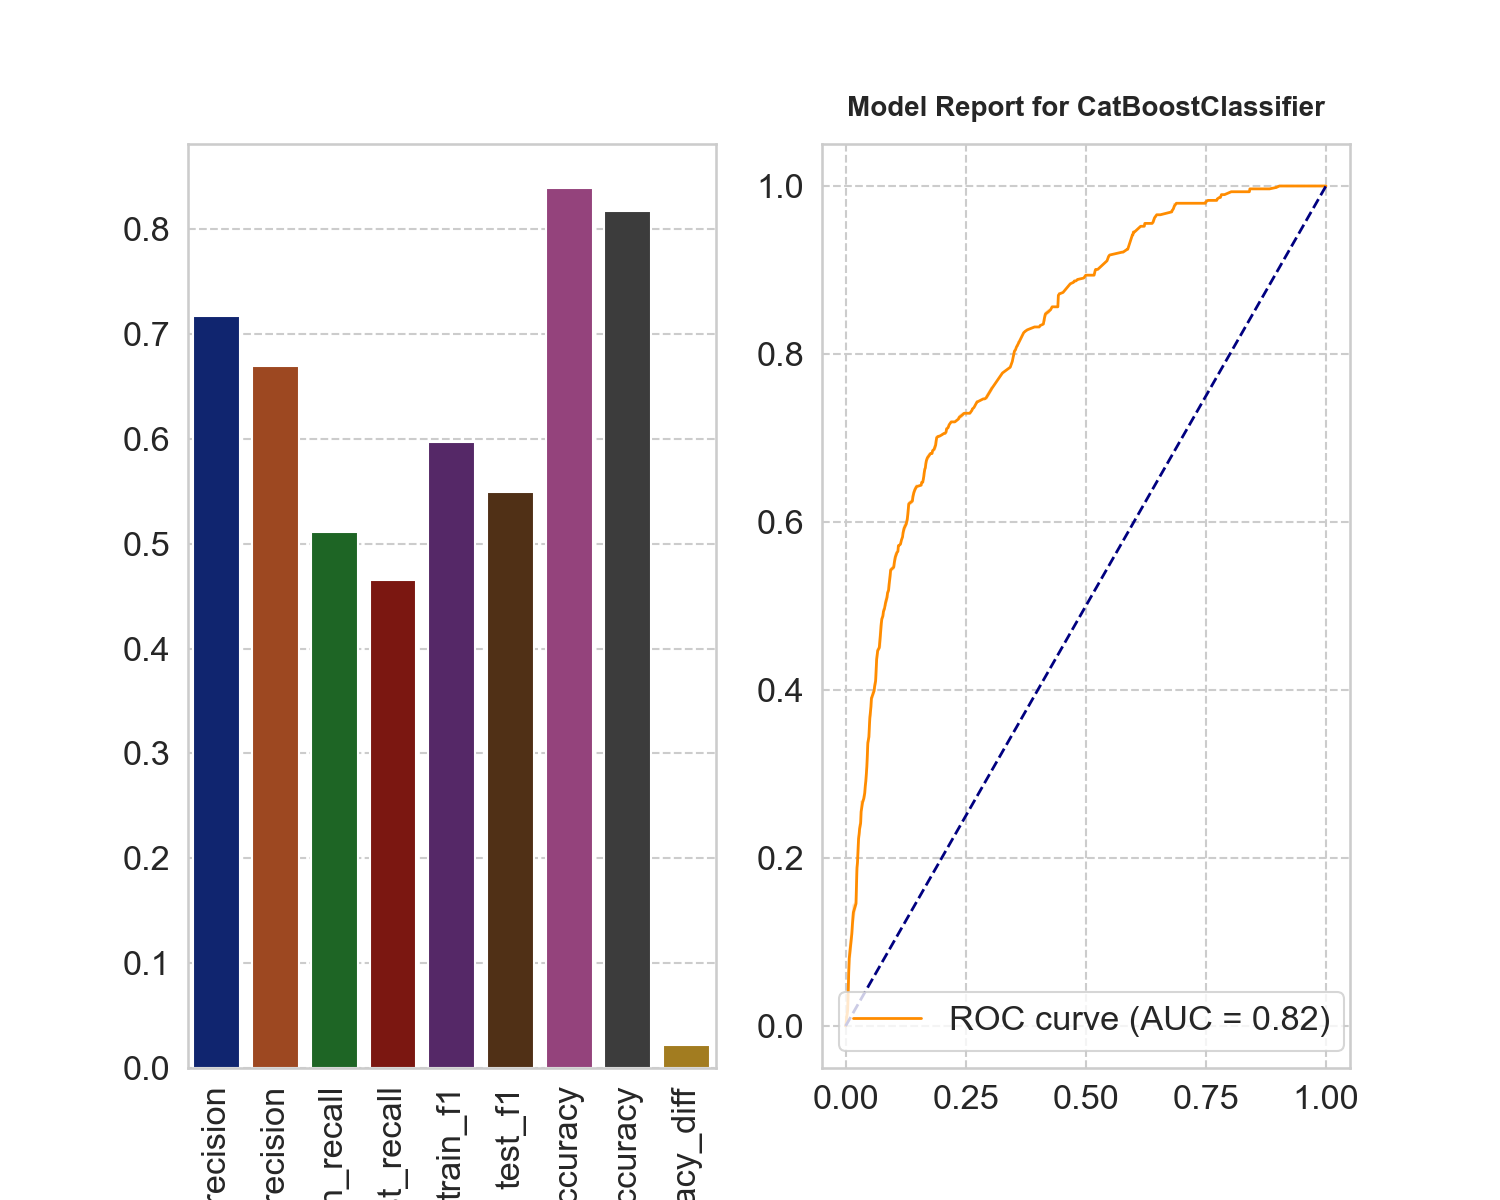 Model Report for CatBoostClassifier
0.8
0.7
0.6
0.5
0.4
0.3
0.2
0.1
0.0
recision
recision
n_recall
t_recall
train_f1
test_f1
ccuracy
ccuracy
acy_diff
1.0
0.8
0.6
0.4
0.2
0.0
ROC curve (AUC = 0.82)
0.00 0.25 0.50 0.75 1.00